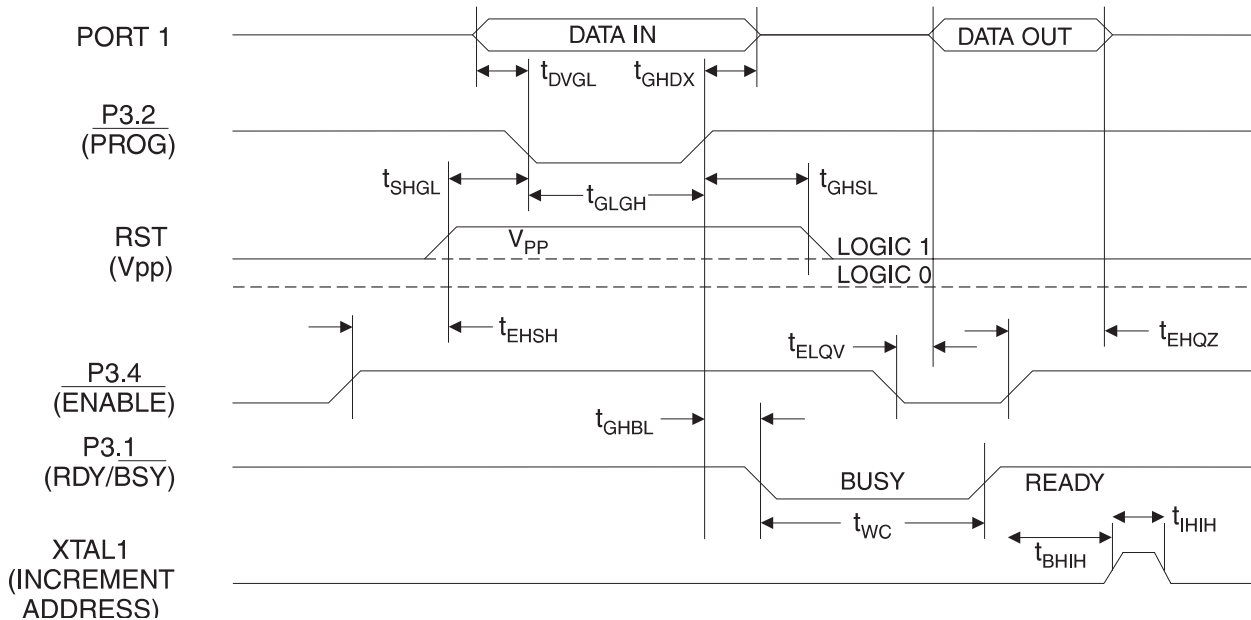 PORT 1
DATA IN
DATA OUT
tDVGL
tGHDX
P3.2
(PROG)
tSHGL
tGLGH
tGHSL
RST
(Vpp)
VPP
LOGIC 1
LOGIC 0
tEHSH
tELQV
tEHQZ
P3.4
(ENABLE)
tGHBL
P3.1
(RDY/BSY)
BUSY
READY
tWC
tIHIH
tBHIH
XTAL1
(INCREMENT
ADDRESS)